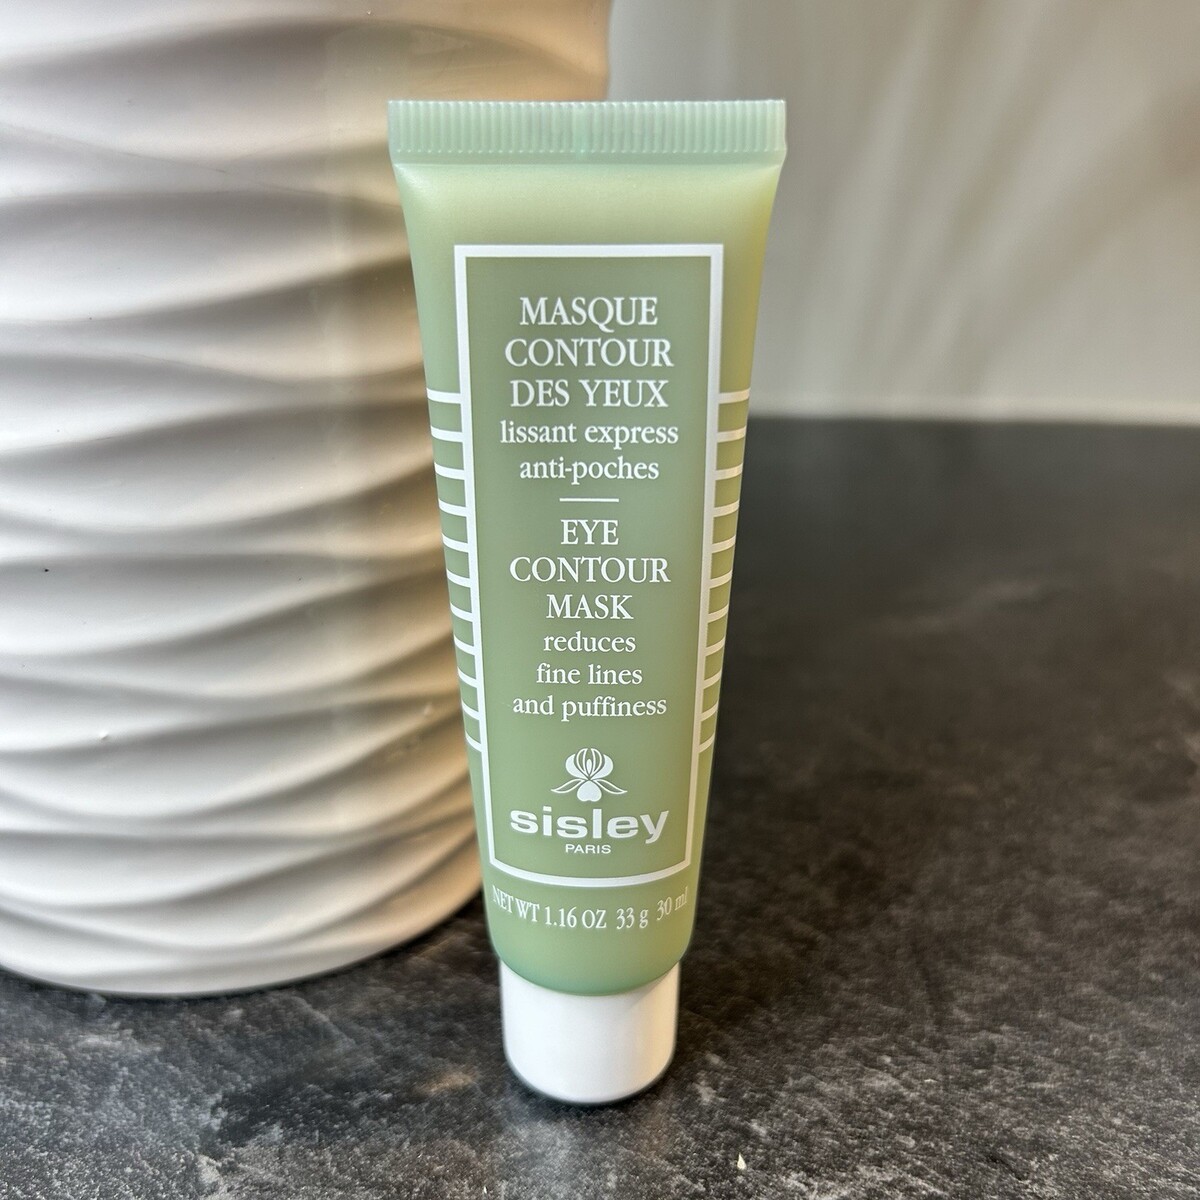 MASQUE
CONTOUR
DES YEUX
lissant express
anti-poches
EYE
CONTOUR
MASK
reduces
fine lines
and puffiness
sisley
PARIS
NET WT 1.16 OZ 33 g 30 ml